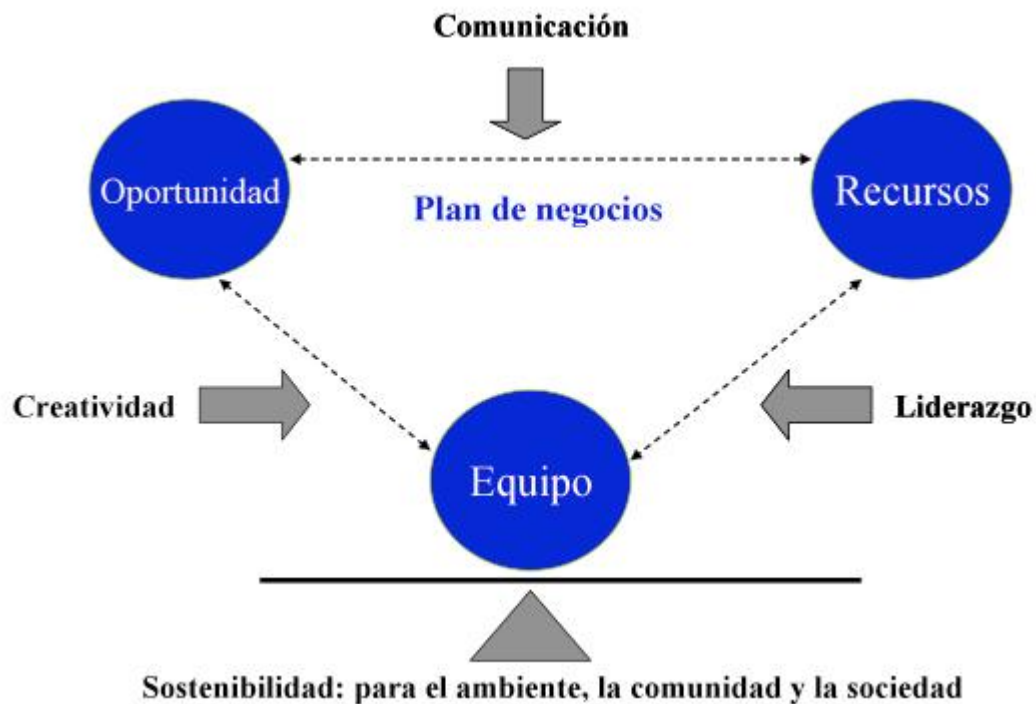 Comunicación
Oportunidad
Recursos
Plan de negocios
Creatividad
Liderazgo
Equipo
Sostenibilidad: para el ambiente, la comunidad y la sociedad